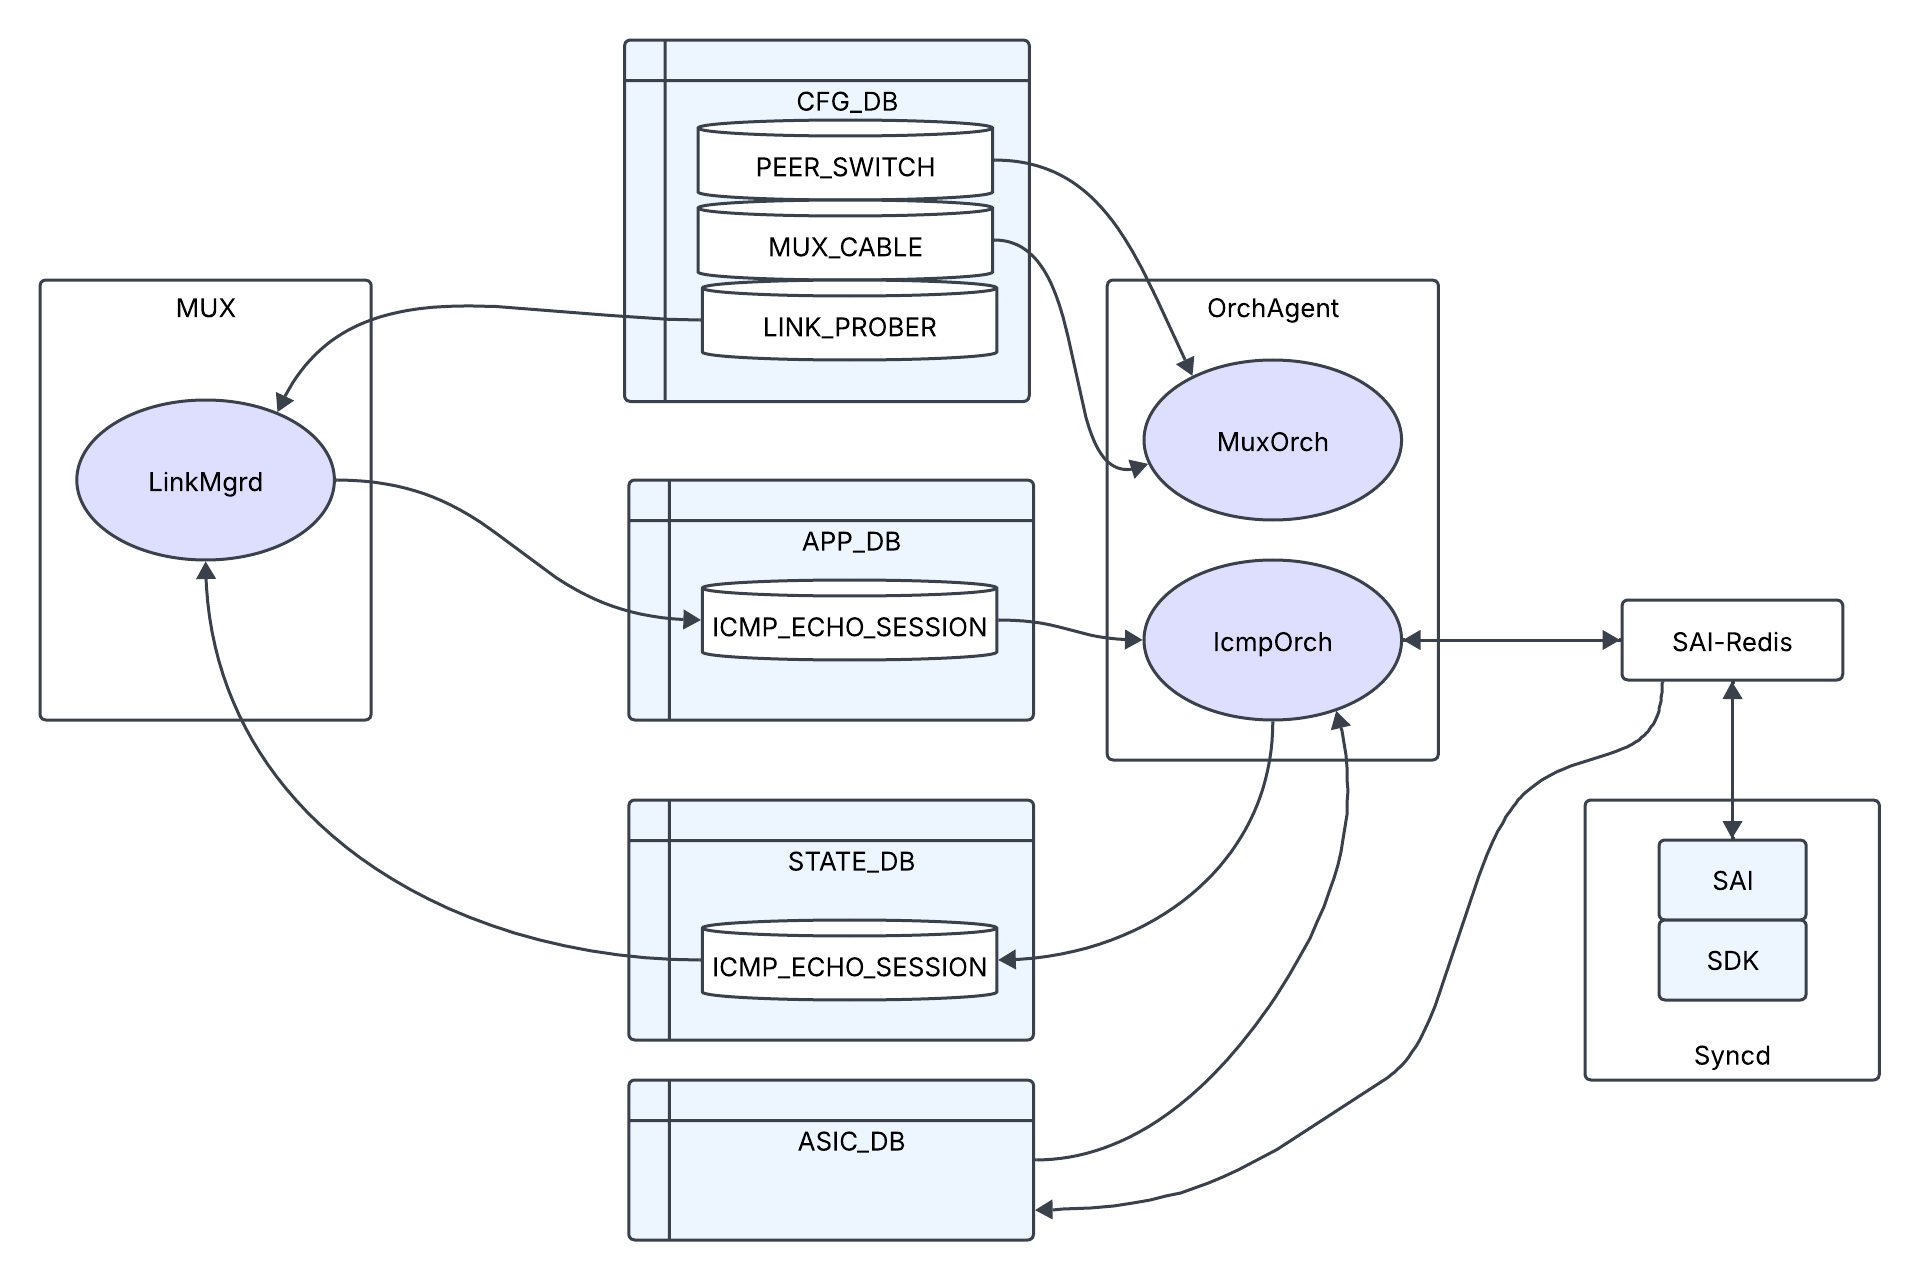 CFG_DB
PEER_SWITCH
MUX_CABLE
LINK_PROBER
MUX
LinkMgrd
OrchAgent
MuxOrch
IcmpOrch
APP_DB
ICMP_ECHO_SESSION
SAI-Redis
STATE_DB
ICMP_ECHO_SESSION
SAI
SDK
Syncd
ASIC_DB